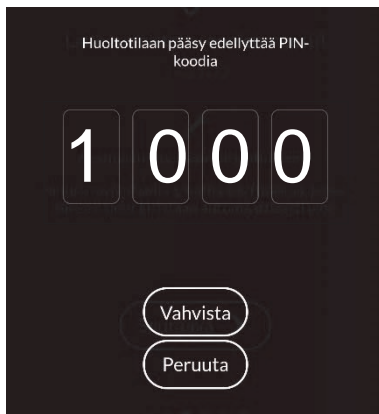 Huoltotilaan pääsy edellyttää PIN-
koodia
1 0 0 0
Vahvista
Peruuta